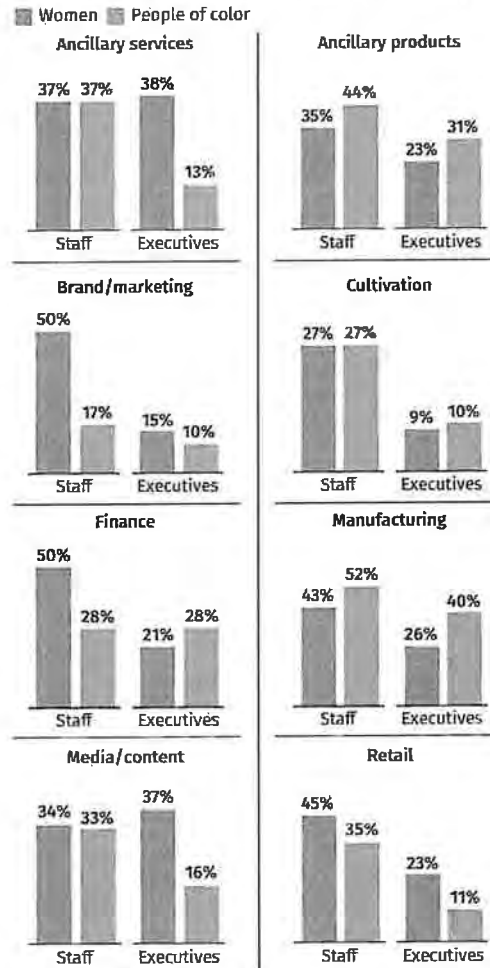 Women People of color
Ancillary services
37% 37% 38%
13%
Staff Executives
Ancillary products
35% 44%
23% 31%
Staff Executives
Brand/marketing
50%
17% 15% 10%
Staff Executives
Cultivation
27% 27%
9% 10%
Staff Executives
Finance
50%
28% 21% 28%
Staff Executives
Manufacturing
43% 52%
26% 40%
Staff Executives
Media/content
34% 33% 37%
16%
Staff Executives
Retail
45%
35%
23%
11%
Staff Executives